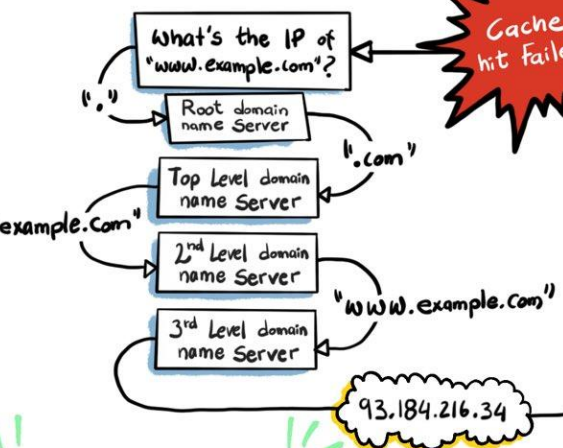 What's the IP of
"www.example.com"?
Cache
hit Faile
"."
Root domain
name Server
".com"
Top Level domain
name Server
example.com"
2nd Level domain
name Server
"www.example.com"
3rd Level domain
name Server
93.184.216.34